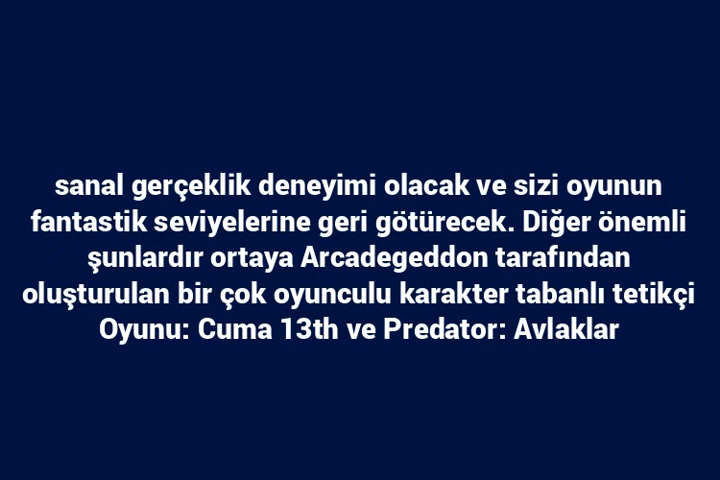 sanal gerçeklik deneyimi olacak ve sizi oyunun
fantastik seviyelerine geri götürecek. Diğer önemli
şunlardır ortaya Arcadegeddon tarafından
oluşturulan bir çok oyunculu karakter tabanlı tetikçi
Oyunu: Cuma 13th ve Predator: Avlaklar